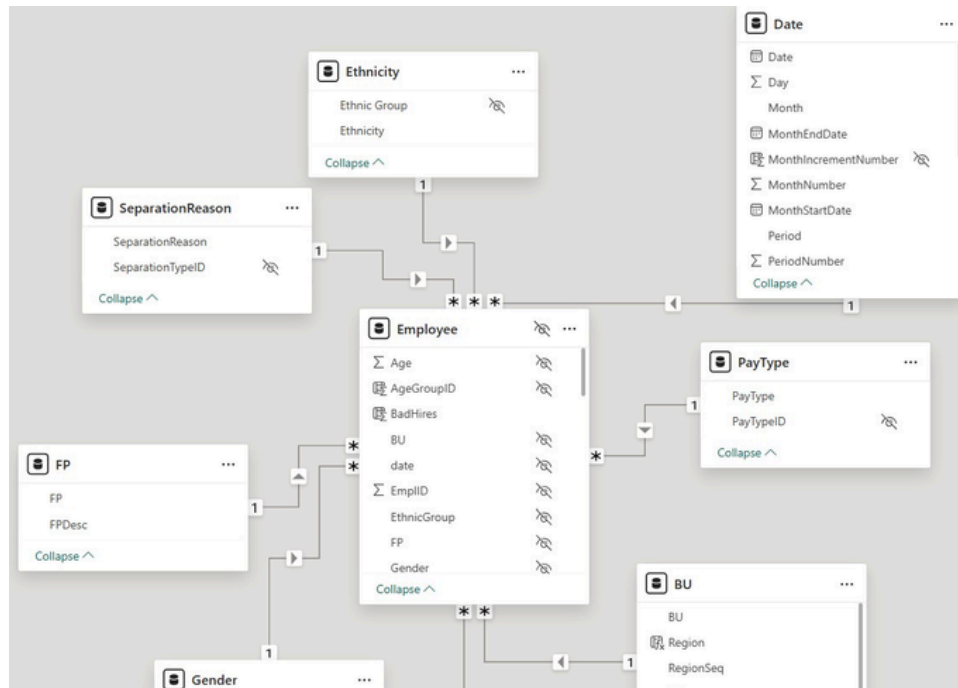 Date
Date
Σ Day
Month
MonthEndDate
MonthIncrementNumber
Σ MonthNumber
MonthStartDate
Period
Σ PeriodNumber
Collapse
1
Ethnicity
Ethnic Group
Ethnicity
Collapse
1
SeparationReason
SeparationReason
SeparationTypeID
Collapse
1
* * *
Employee
Σ Age
AgeGroupID
BadHires
BU
date
Σ EmplID
EthnicGroup
FP
Gender
Collapse
*
*
*
* *
PayType
PayType
PayTypeID
Collapse
1
FP
FP
FPDesc
Collapse
1
BU
BU
Region
RegionSeq
1
Gender
1